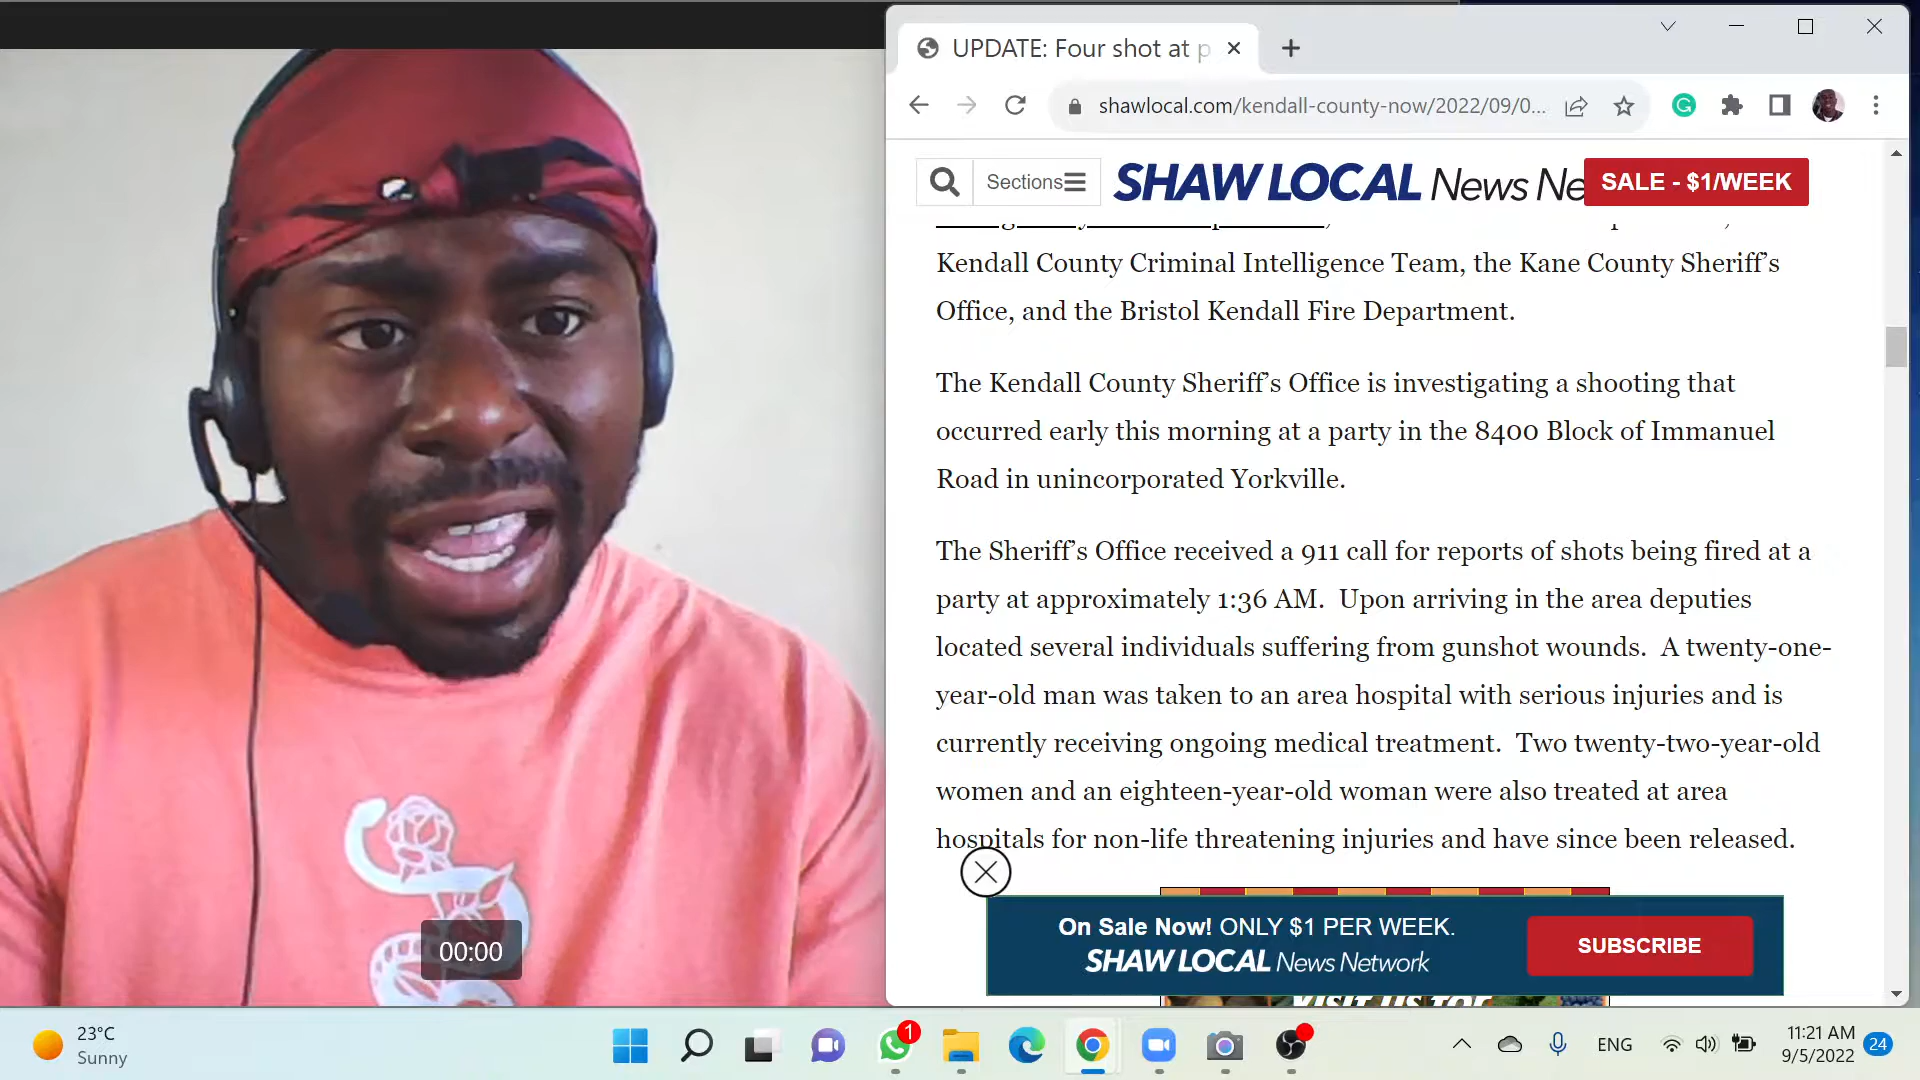 UPDATE: Four shot at p
shawlocal.com/kendall-county-now/2022/09/0...
Sections
SHAW LOCAL News Ne
SALE - $1/WEEK
Kendall County Criminal Intelligence Team, the Kane County Sheriff’s
Office, and the Bristol Kendall Fire Department.
The Kendall County Sheriff’s Office is investigating a shooting that
occurred early this morning at a party in the 8400 Block of Immanuel
Road in unincorporated Yorkville.
The Sheriff’s Office received a 911 call for reports of shots being fired at a
party at approximately 1:36 AM.  Upon arriving in the area deputies
located several individuals suffering from gunshot wounds.  A twenty-one-
year-old man was taken to an area hospital with serious injuries and is
currently receiving ongoing medical treatment.  Two twenty-two-year-old
women and an eighteen-year-old woman were also treated at area
hospitals for non-life threatening injuries and have since been released.
On Sale Now! ONLY $1 PER WEEK.
SHAW LOCAL News Network
SUBSCRIBE
VISIT US FOR
00:00
23°C
Sunny
1
ENG
11:21 AM
9/5/2022
24